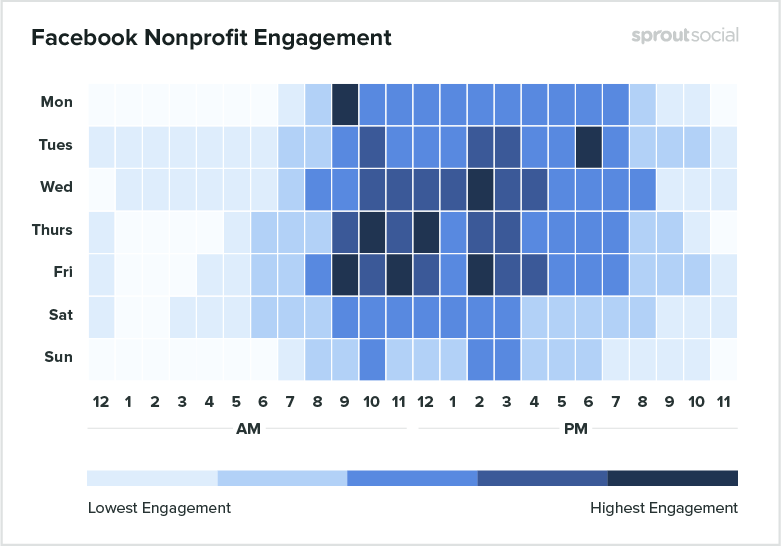 Facebook Nonprofit Engagement
sproutsocial
Mon
Tues
Wed
Thurs
Fri
Sat
Sun
12 1 2 3 4 5 6 7 8 9 10 11 12 1 2 3 4 5 6 7 8 9 10 11
AM PM
Lowest Engagement Highest Engagement